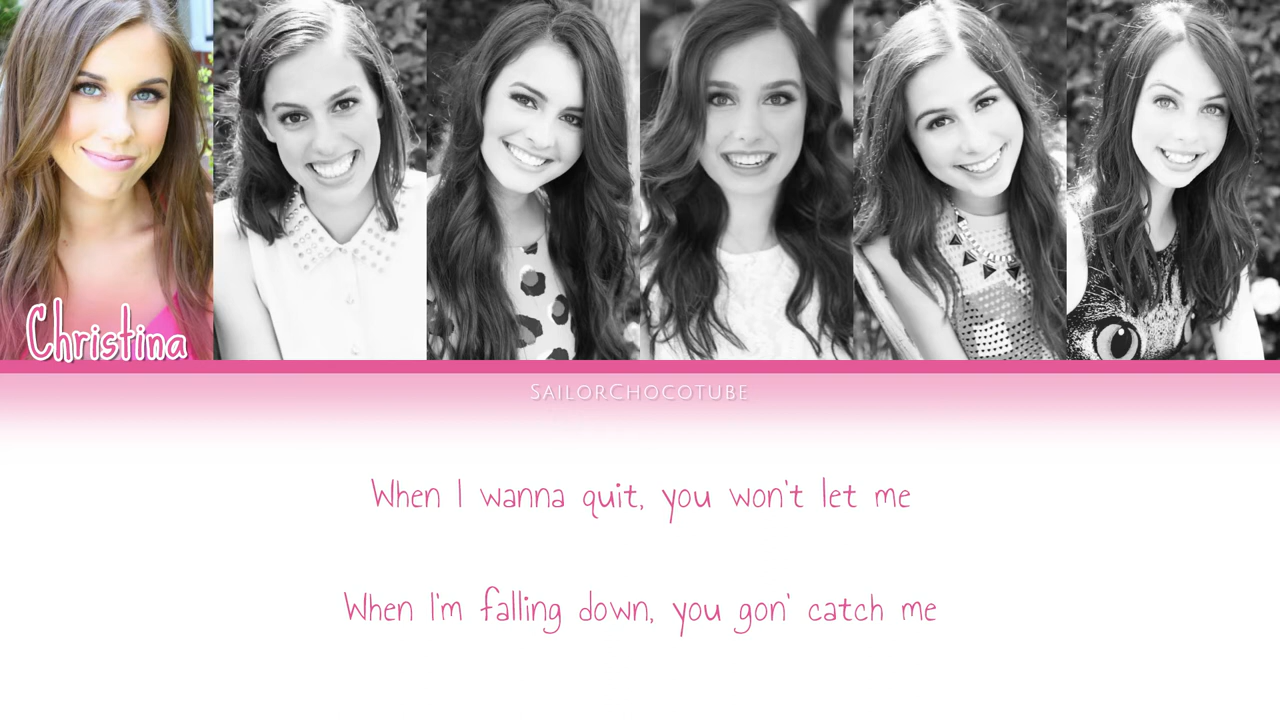 Christina
SailorChocotube
When I wanna quit, you won't let me
When I'm falling down, you gon' catch me